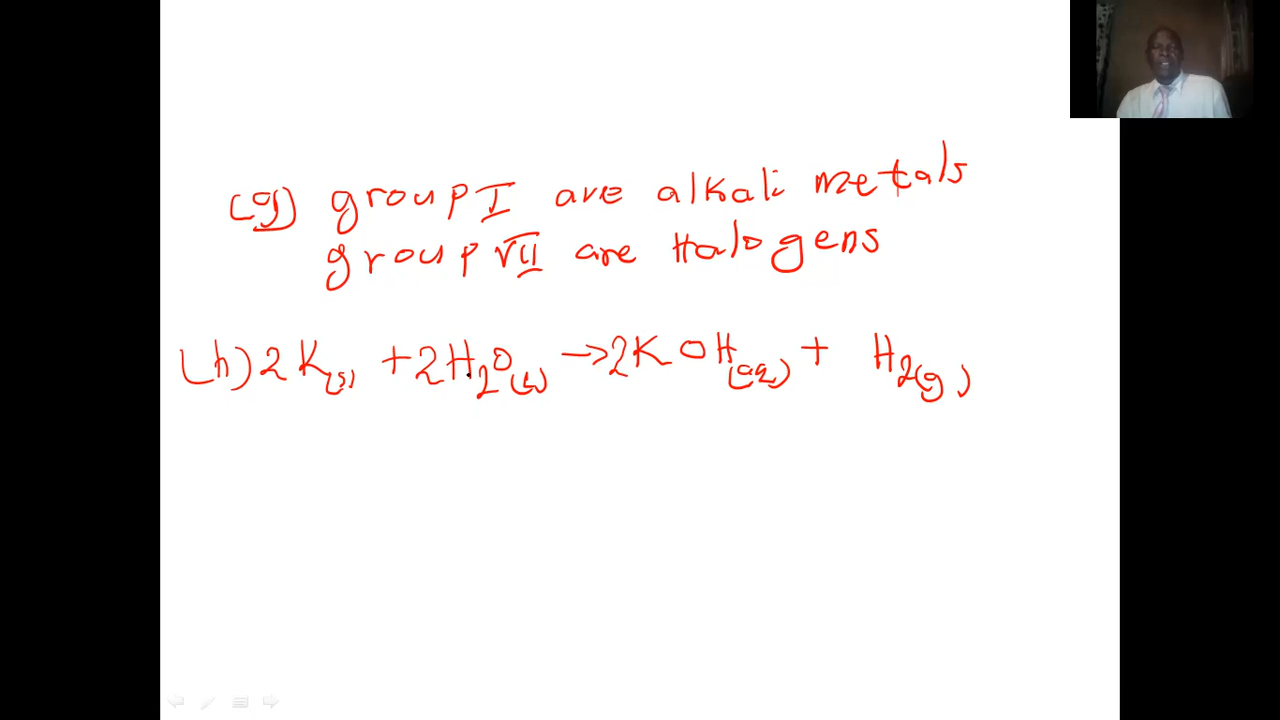 (g) group I are alkali metals
group VII are Halogens
(h) 2K(s) + 2H₂O(l) → 2KOH(aq) + H₂(g)